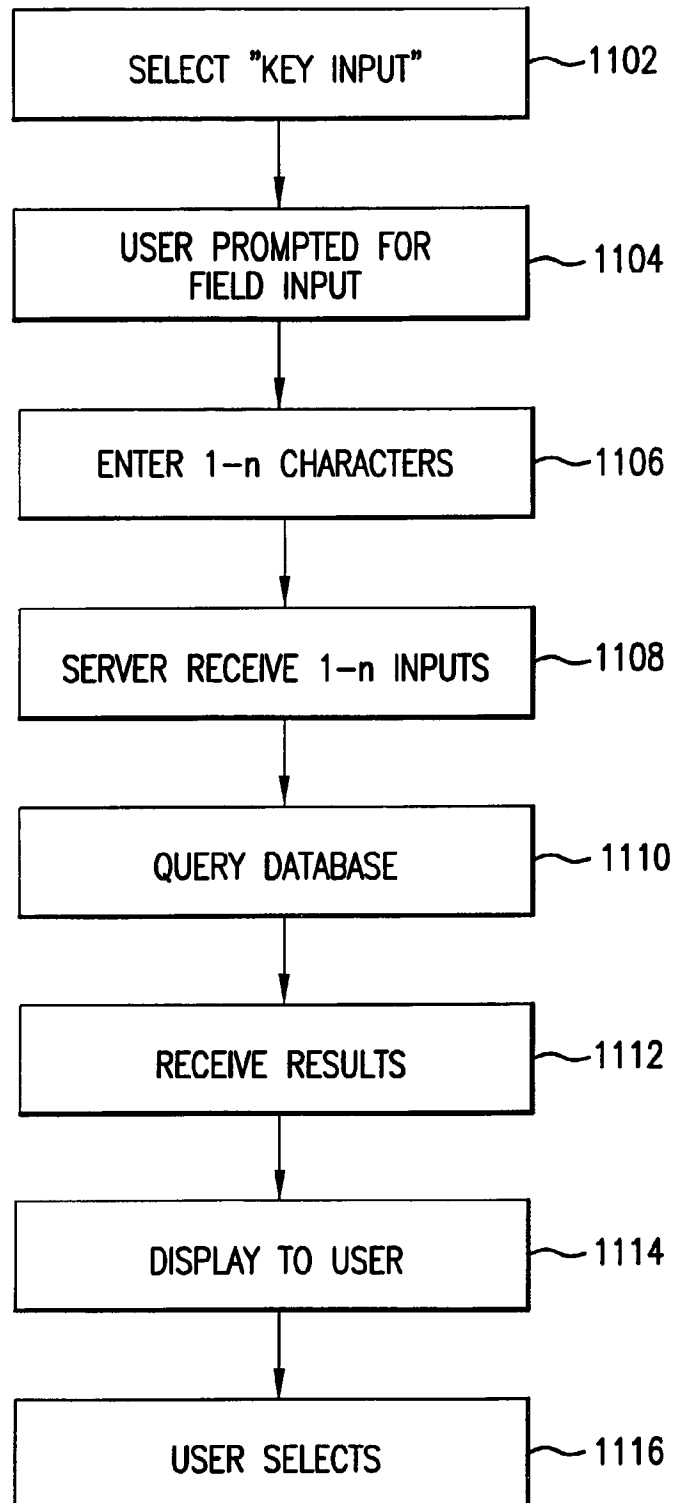 SELECT "KEY INPUT"
1102
USER PROMPTED FOR
FIELD INPUT
1104
ENTER 1-n CHARACTERS
1106
SERVER RECEIVE 1-n INPUTS
1108
QUERY DATABASE
1110
RECEIVE RESULTS
1112
DISPLAY TO USER
1114
USER SELECTS
1116